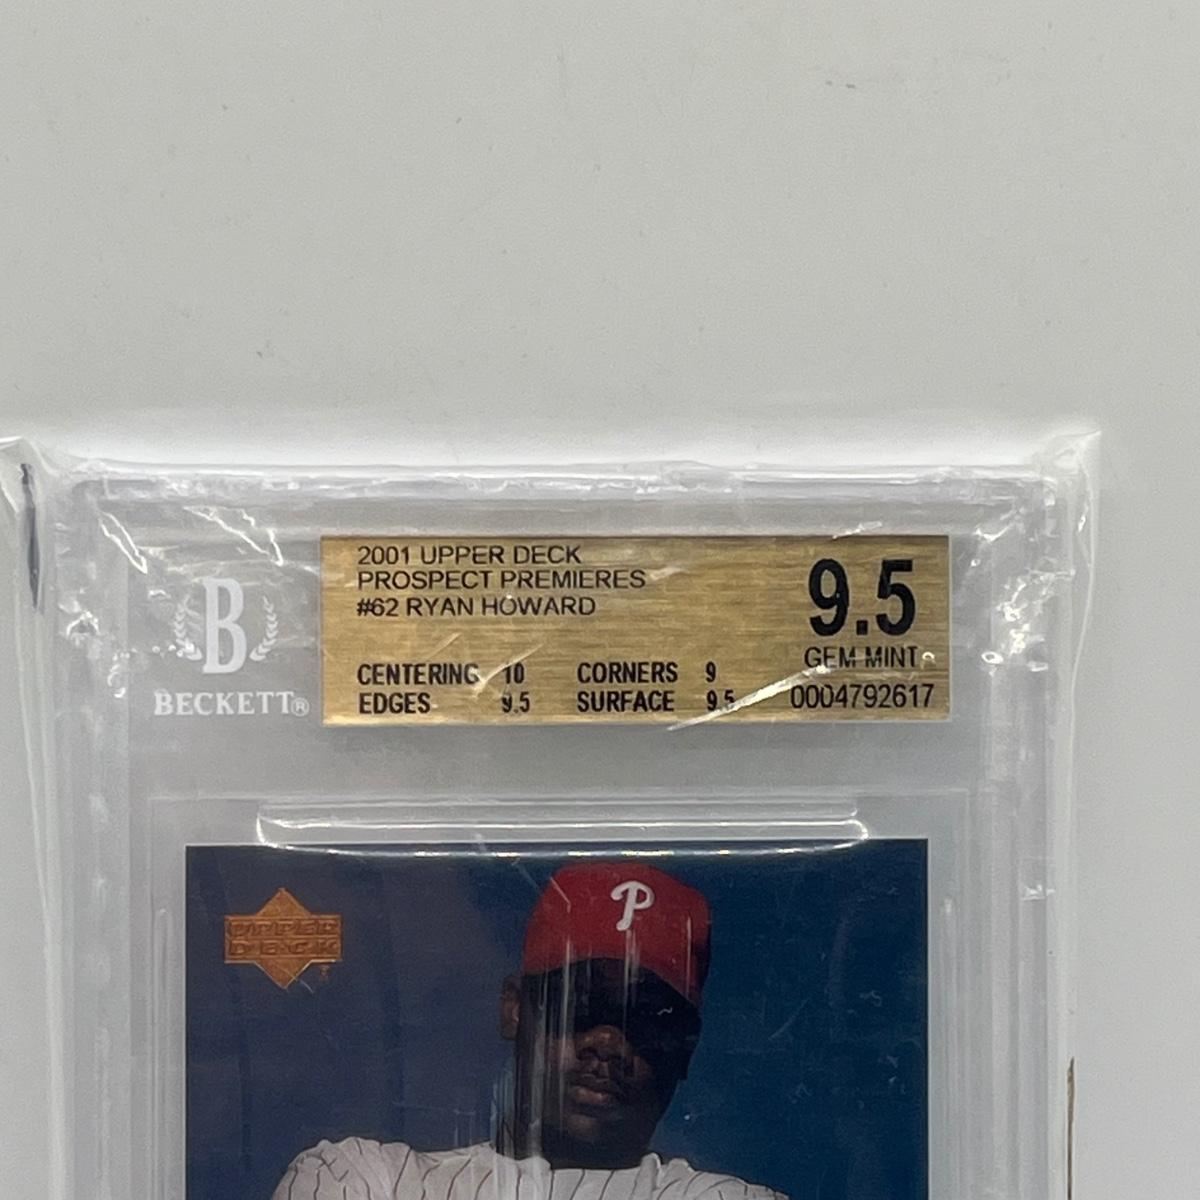 2001 UPPER DECK
PROSPECT PREMIERES
#62 RYAN HOWARD
CENTERING 10 CORNERS 9
EDGES 9.5 SURFACE 9.5
9.5
GEM MINT
0004792617
B
BECKETT®
UPPER
DECK
P